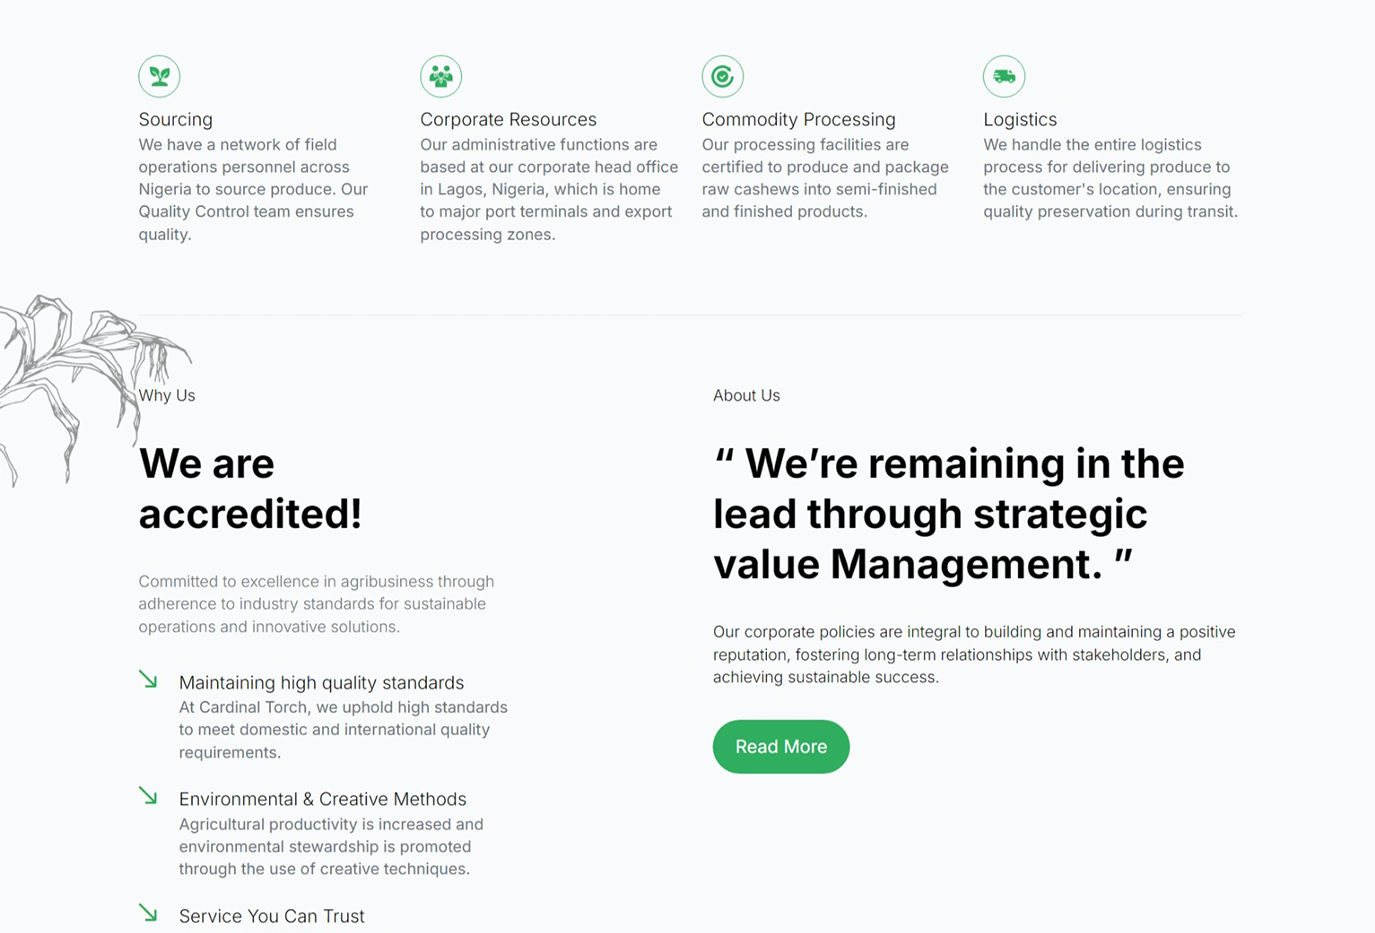 Sourcing
We have a network of field
operations personnel across
Nigeria to source produce. Our
Quality Control team ensures
quality.
Corporate Resources
Our administrative functions are
based at our corporate head office
in Lagos, Nigeria, which is home
to major port terminals and export
processing zones.
Commodity Processing
Our processing facilities are
certified to produce and package
raw cashews into semi-finished
and finished products.
Logistics
We handle the entire logistics
process for delivering produce to
the customer's location, ensuring
quality preservation during transit.
Why Us
We are
accredited!
Committed to excellence in agribusiness through
adherence to industry standards for sustainable
operations and innovative solutions.
Maintaining high quality standards
At Cardinal Torch, we uphold high standards
to meet domestic and international quality
requirements.
Environmental & Creative Methods
Agricultural productivity is increased and
environmental stewardship is promoted
through the use of creative techniques.
Service You Can Trust
About Us
“ We’re remaining in the
lead through strategic
value Management. ”
Our corporate policies are integral to building and maintaining a positive
reputation, fostering long-term relationships with stakeholders, and
achieving sustainable success.
Read More